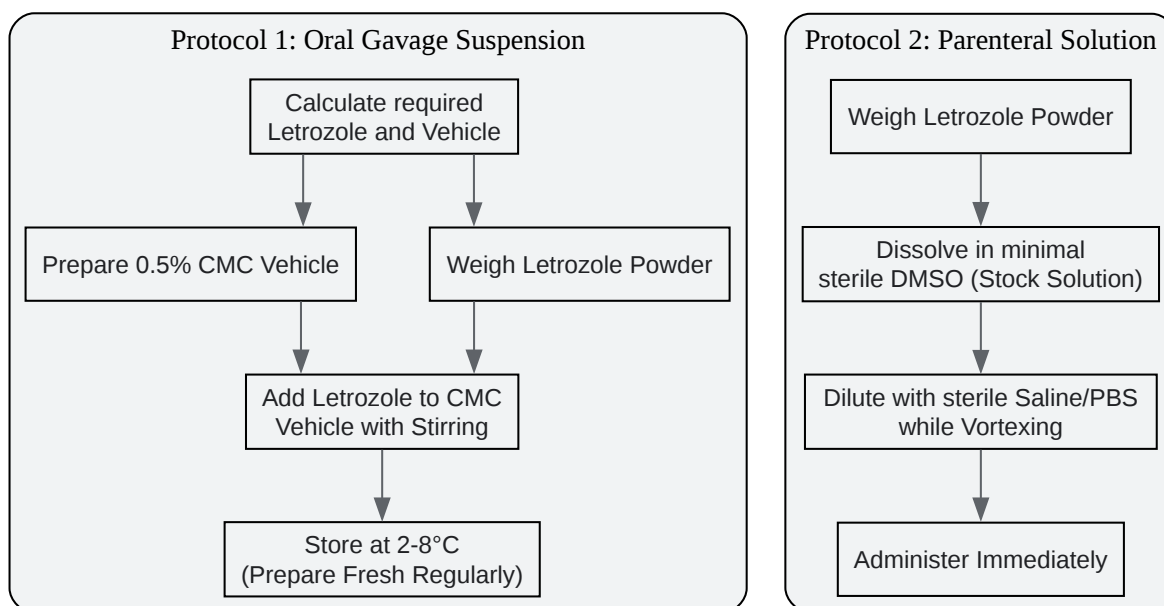 Protocol 1: Oral Gavage Suspension
Calculate required
Letrozole and Vehicle
Prepare 0.5% CMC Vehicle
Weigh Letrozole Powder
Add Letrozole to CMC
Vehicle with Stirring
Store at 2-8°C
(Prepare Fresh Regularly)
Protocol 2: Parenteral Solution
Weigh Letrozole Powder
Dissolve in minimal
sterile DMSO (Stock Solution)
Dilute with sterile Saline/PBS
while Vortexing
Administer Immediately